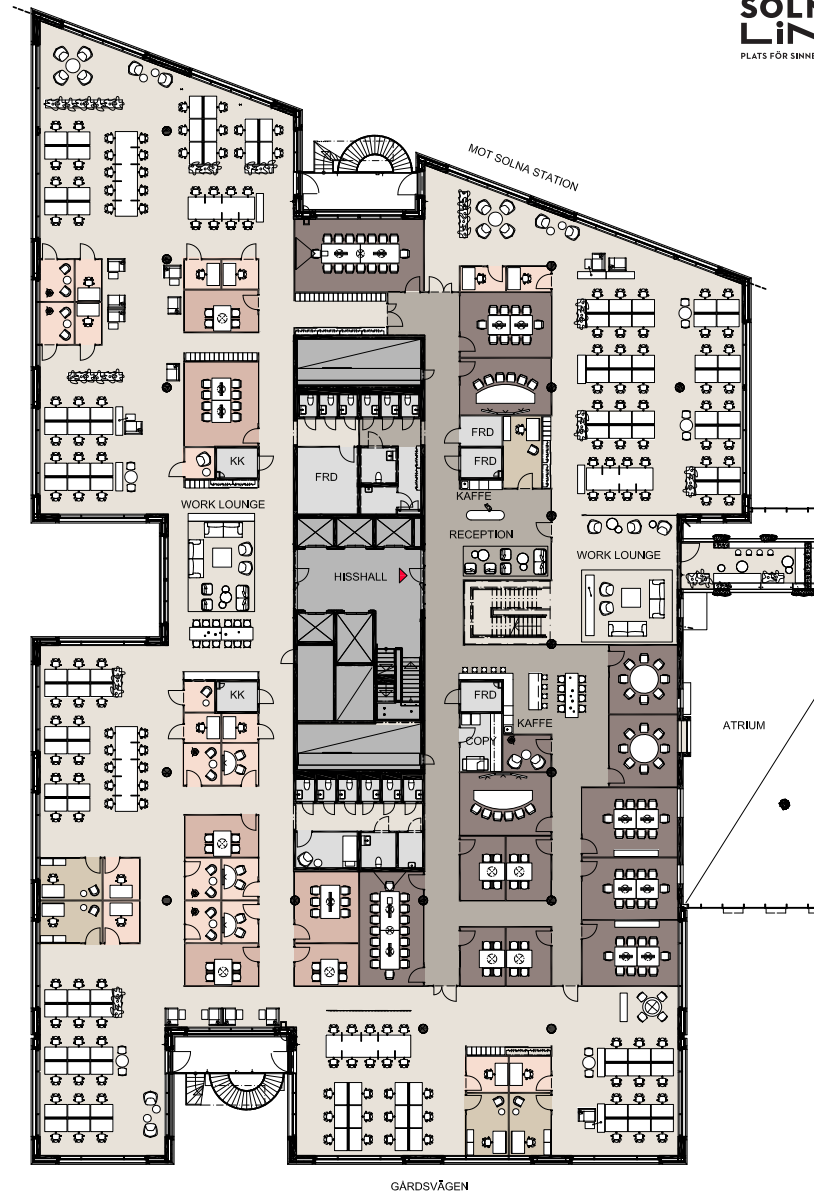 SOLN
LiN
PLATS FÖR SINNE
MOT SOLNA STATION
FRD
FRD
KK
FRD
KAFFE
WORK LOUNGE
RECEPTION
WORK LOUNGE
HISSHALL
KK
FRD
KAFFE
ATRIUM
COPY
GÅRDSVÄGEN